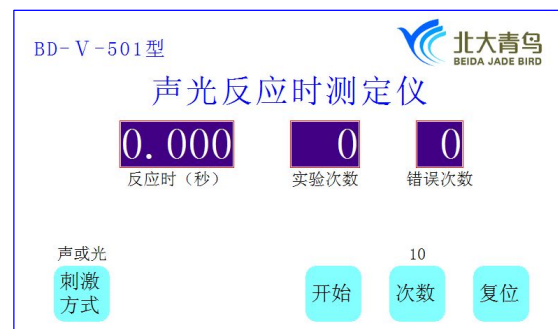 BD-Ⅴ-501型
北大青鸟
BEIDA JADE BIRD
声光反应时测定仪
0.000 0 0
反应时（秒） 实验次数 错误次数
声或光 10
刺激
方式
开始 次数 复位